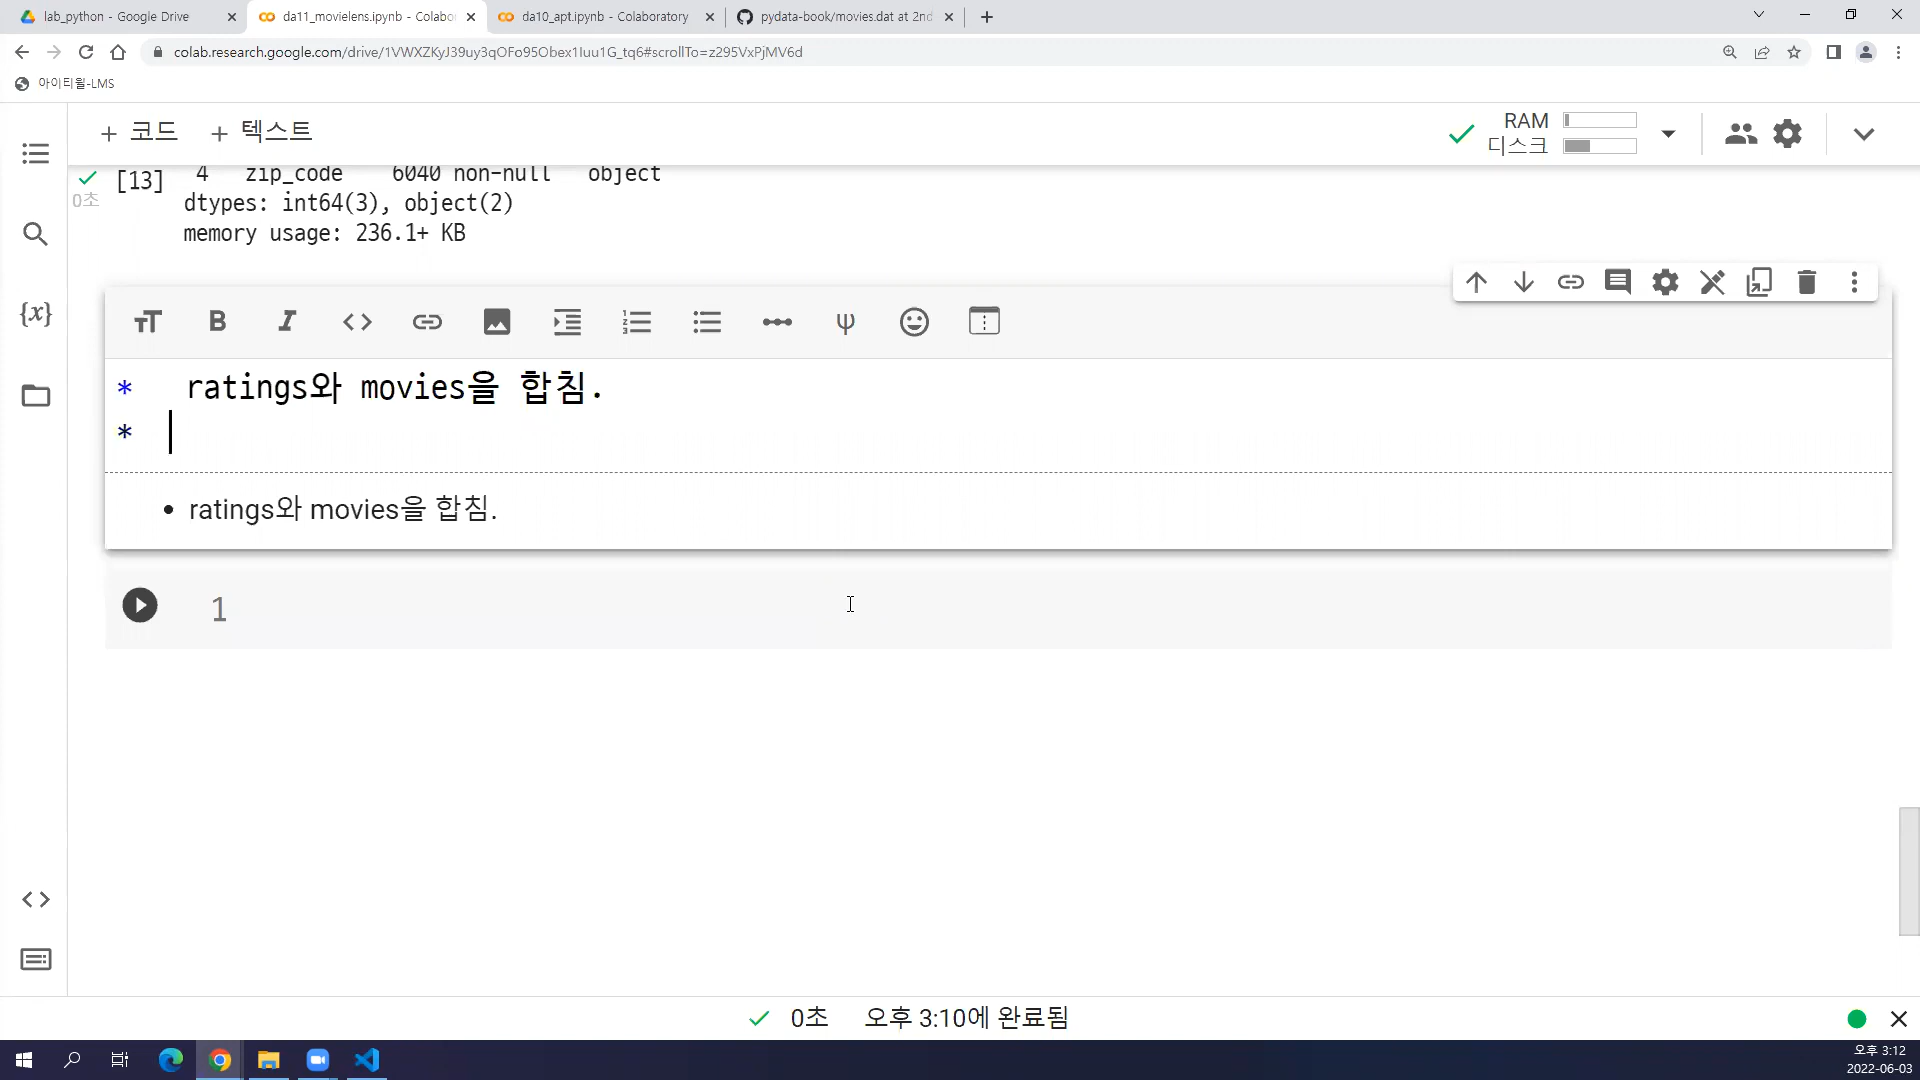 lab_python - Google Drive
da11_movielens.ipynb - Colabo
da10_apt.ipynb - Colaboratory
pydata-book/movies.dat at 2nd
colab.research.google.com/drive/1VWXZKyJ39uy3qOFo95Obex1Iuu1G_tq6#scrollTo=z295VxPjMV6d
아이티윌-LMS
+ 코드 + 텍스트
RAM
디스크
[13] 4 zip_code 6040 non-null object
0초
dtypes: int64(3), object(2)
memory usage: 236.1+ KB
* ratings와 movies을 합침.
*
• ratings와 movies을 합침.
1
0초 오후 3:10에 완료됨
오후 3:12
2022-06-03